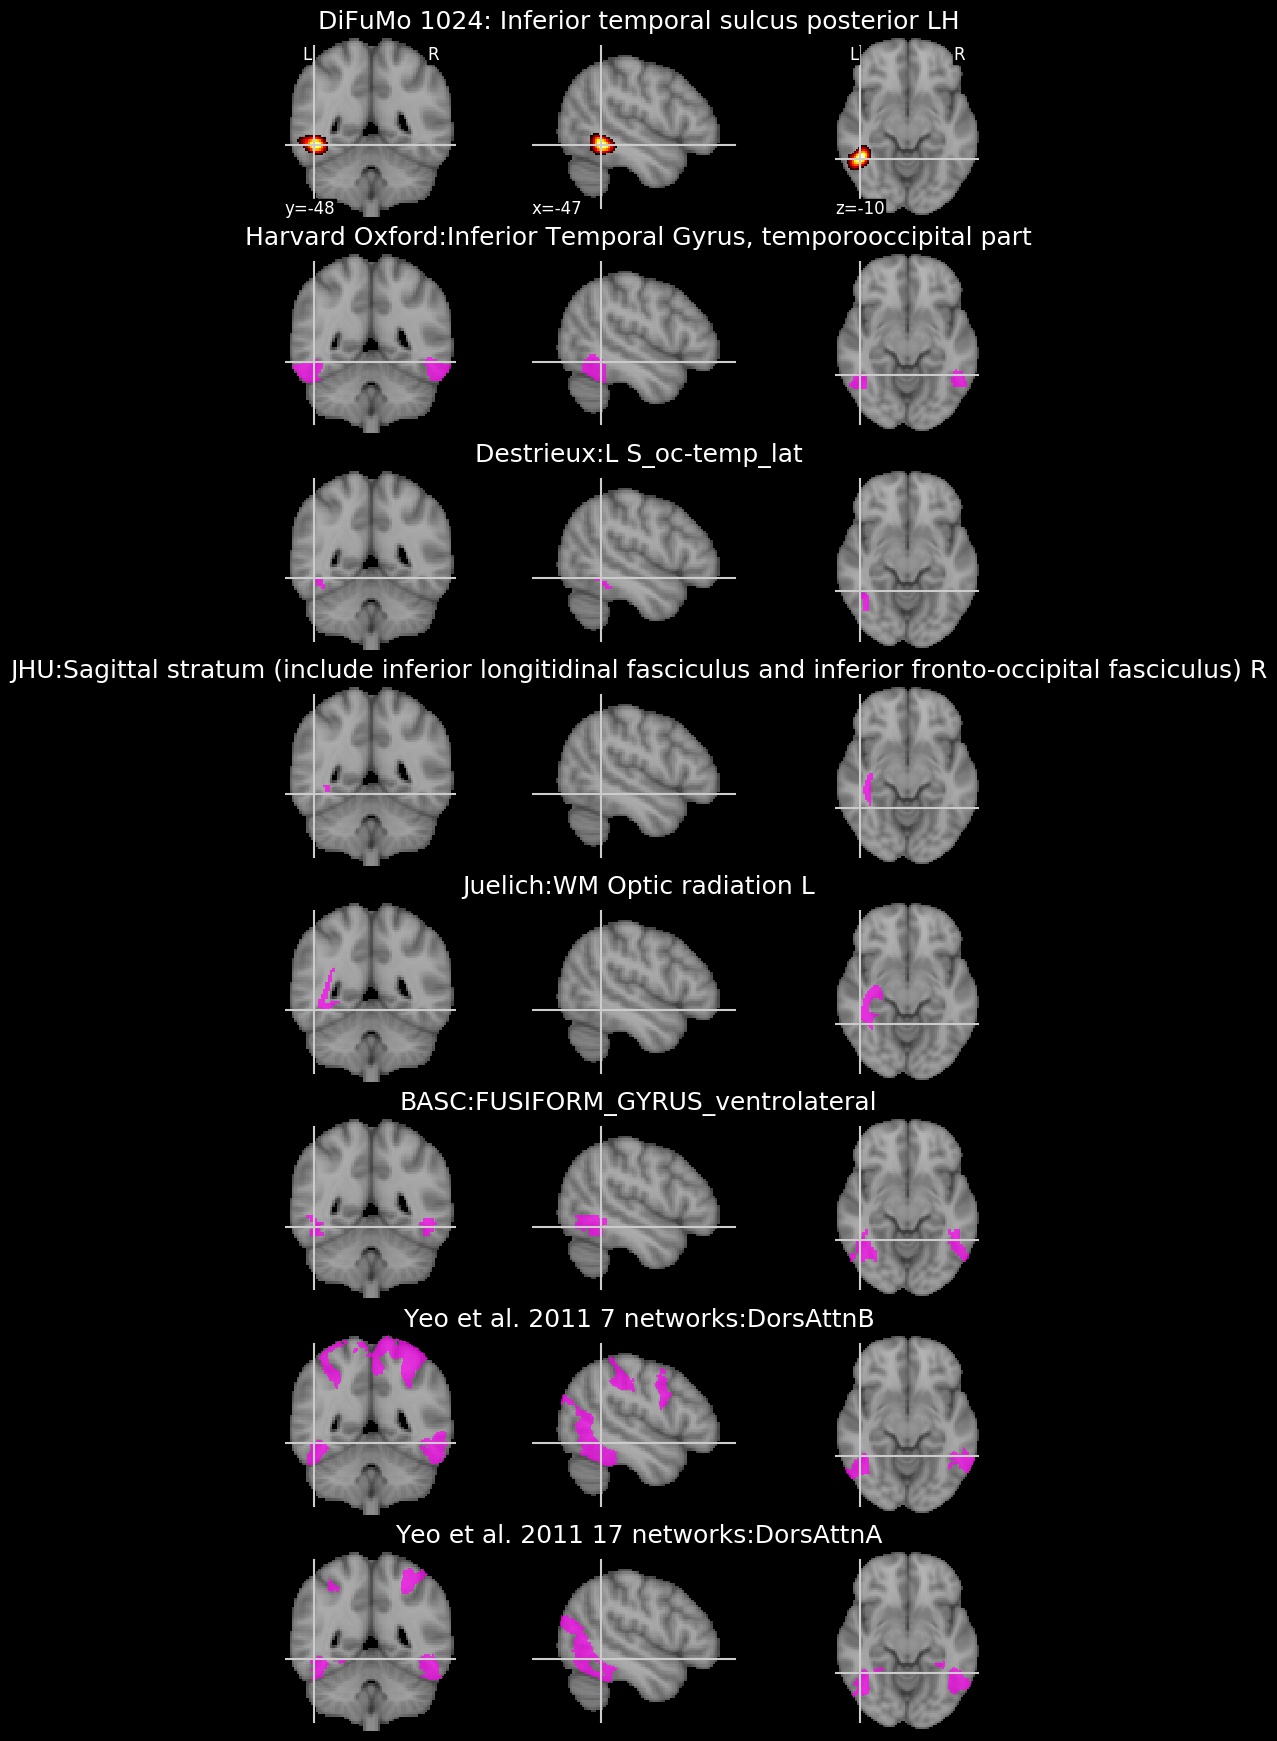 DiFuMo 1024: Inferior temporal sulcus posterior LH
L R L R
y=-48 x=-47 z=-10
Harvard Oxford:Inferior Temporal Gyrus, temporooccipital part
Destrieux:L S_oc-temp_lat
JHU:Sagittal stratum (include inferior longitidinal fasciculus and inferior fronto-occipital fasciculus) R
Juelich:WM Optic radiation L
BASC:FUSIFORM_GYRUS_ventrolateral
Yeo et al. 2011 7 networks:DorsAttnB
Yeo et al. 2011 17 networks:DorsAttnA